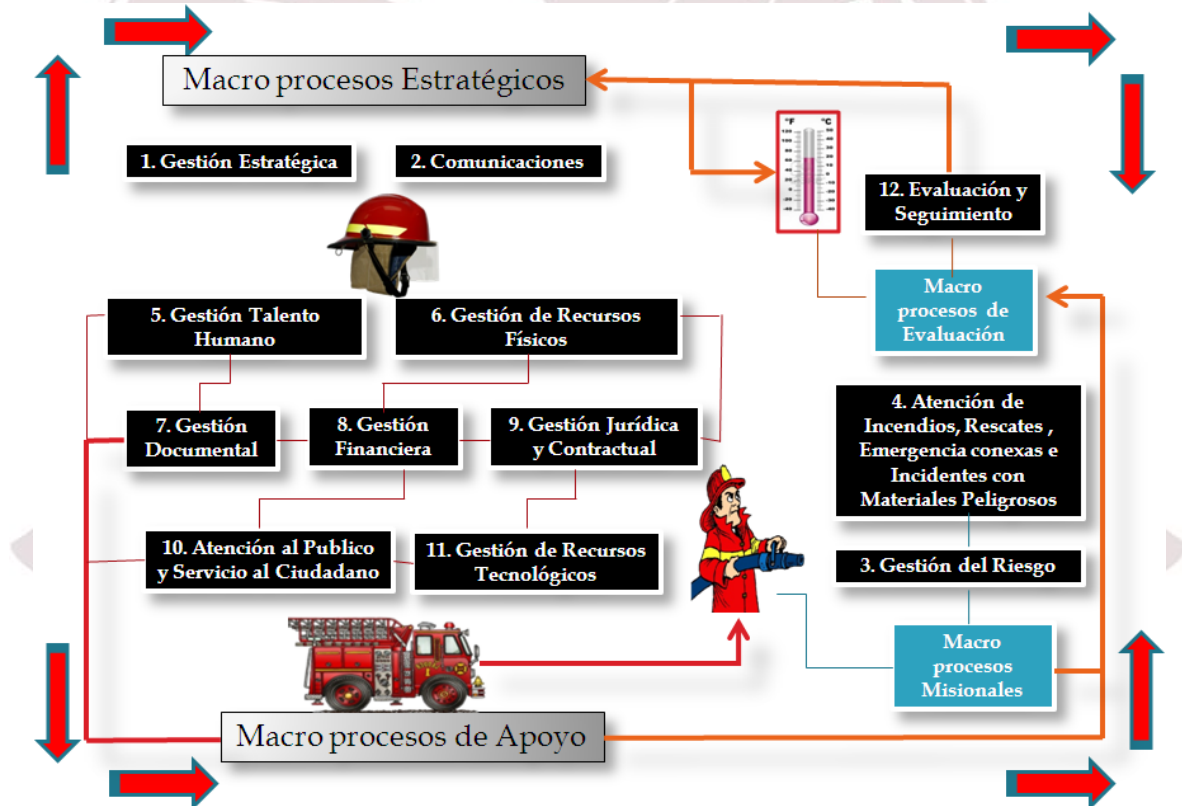 Macro procesos Estratégicos
1. Gestión Estratégica
2. Comunicaciones
°F °C
12. Evaluación y
Seguimiento
Macro
procesos de
Evaluación
5. Gestión Talento
Humano
6. Gestión de Recursos
Físicos
7. Gestión
Documental
8. Gestión
Financiera
9. Gestión Jurídica
y Contractual
4. Atención de
Incendios, Rescates ,
Emergencia conexas e
Incidentes con
Materiales Peligrosos
10. Atención al Publico
y Servicio al Ciudadano
11. Gestión de Recursos
Tecnológicos
3. Gestión del Riesgo
Macro
procesos
Misionales
Macro procesos de Apoyo